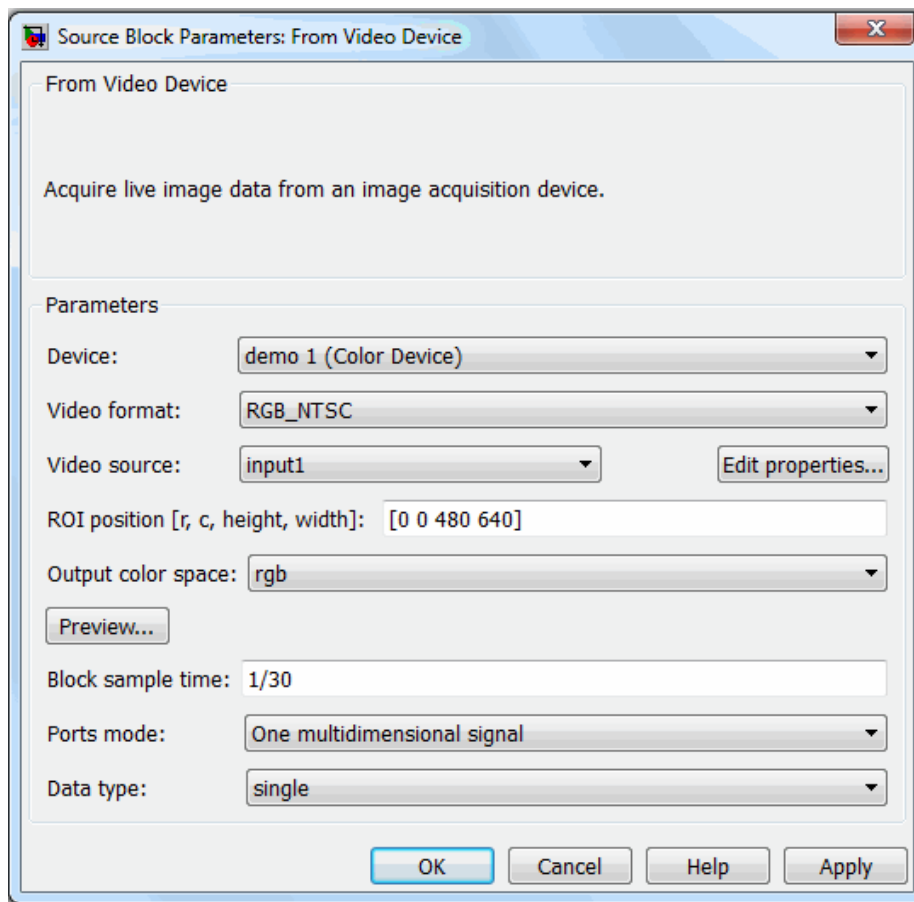 Source Block Parameters: From Video Device
From Video Device
Acquire live image data from an image acquisition device.
Parameters
Device: demo 1 (Color Device)
Video format: RGB_NTSC
Video source: input1 Edit properties...
ROI position [r, c, height, width]: [0 0 480 640]
Output color space: rgb
Preview...
Block sample time: 1/30
Ports mode: One multidimensional signal
Data type: single
OK Cancel Help Apply